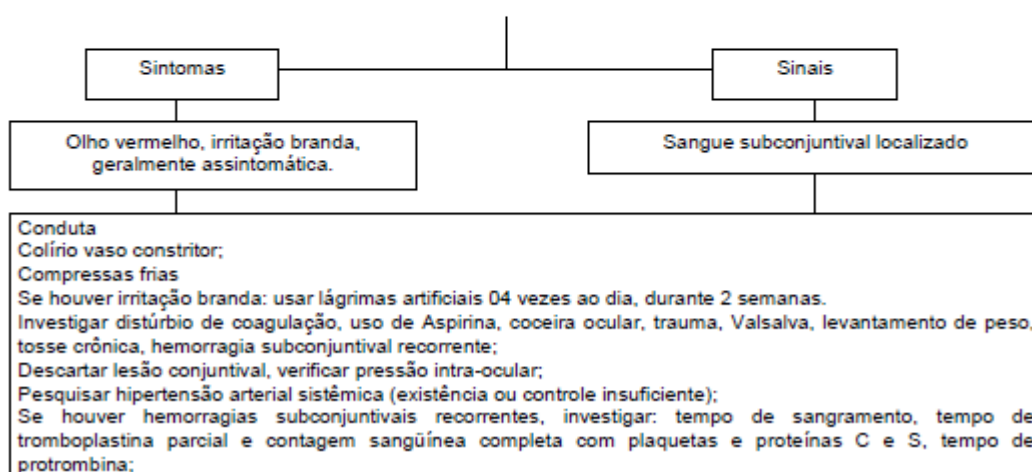 Sintomas
Sinais
Olho vermelho, irritação branda,
geralmente assintomática.
Sangue subconjuntival localizado
Conduta
Colírio vaso constritor;
Compressas frias
Se houver irritação branda: usar lágrimas artificiais 04 vezes ao dia, durante 2 semanas.
Investigar distúrbio de coagulação, uso de Aspirina, coceira ocular, trauma, Valsalva, levantamento de peso,
tosse crônica, hemorragia subconjuntival recorrente;
Descartar lesão conjuntival, verificar pressão intra-ocular;
Pesquisar hipertensão arterial sistêmica (existência ou controle insuficiente);
Se houver hemorragias subconjuntivais recorrentes, investigar: tempo de sangramento, tempo de
tromboplastina parcial e contagem sangüínea completa com plaquetas e proteínas C e S, tempo de
protrombina;